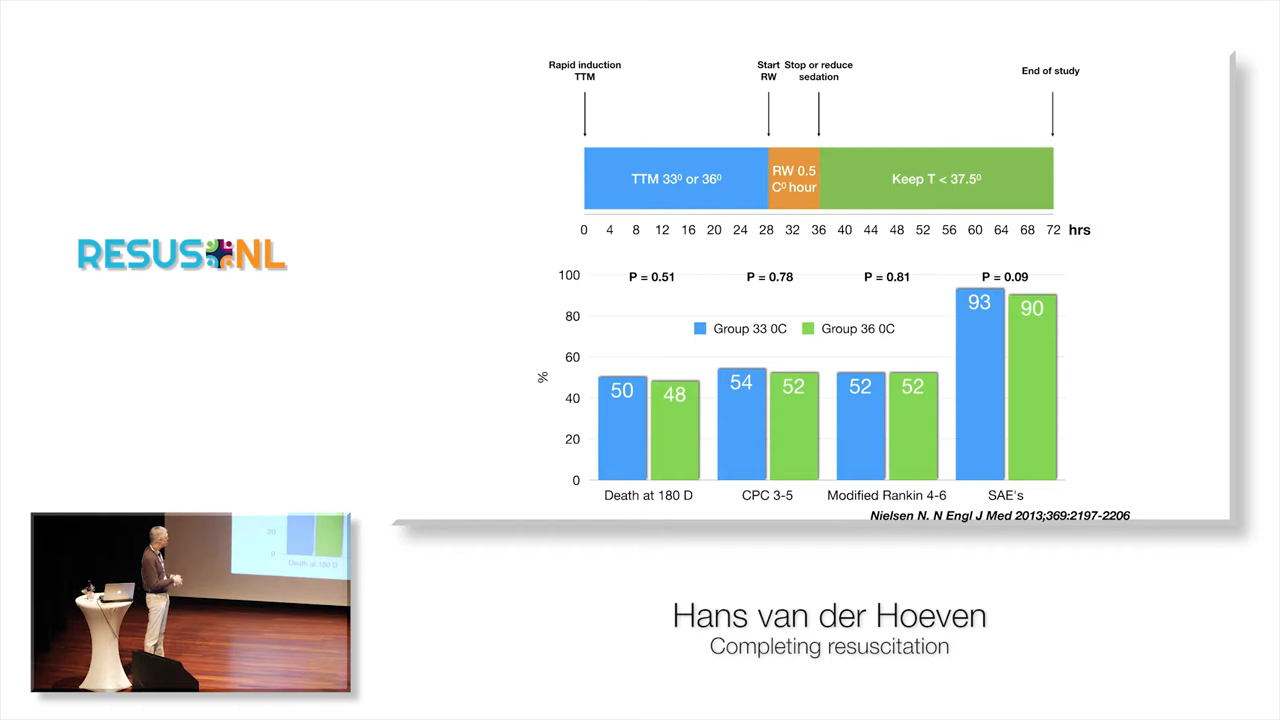 Rapid induction
TTM
Start
RW
Stop or reduce
sedation
End of study
TTM 33⁰ or 36⁰
RW 0.5
C⁰ hour
Keep T < 37.5⁰
0 4 8 12 16 20 24 28 32 36 40 44 48 52 56 60 64 68 72 hrs
RESUS NL
100
80
60
40
20
0
%
P = 0.51 P = 0.78 P = 0.81 P = 0.09
Group 33 0C Group 36 0C
50 48 54 52 52 52 93 90
Death at 180 D CPC 3-5 Modified Rankin 4-6 SAE's
Nielsen N. N Engl J Med 2013;369:2197-2206
20
0
Death at 180 D
Hans van der Hoeven
Completing resuscitation